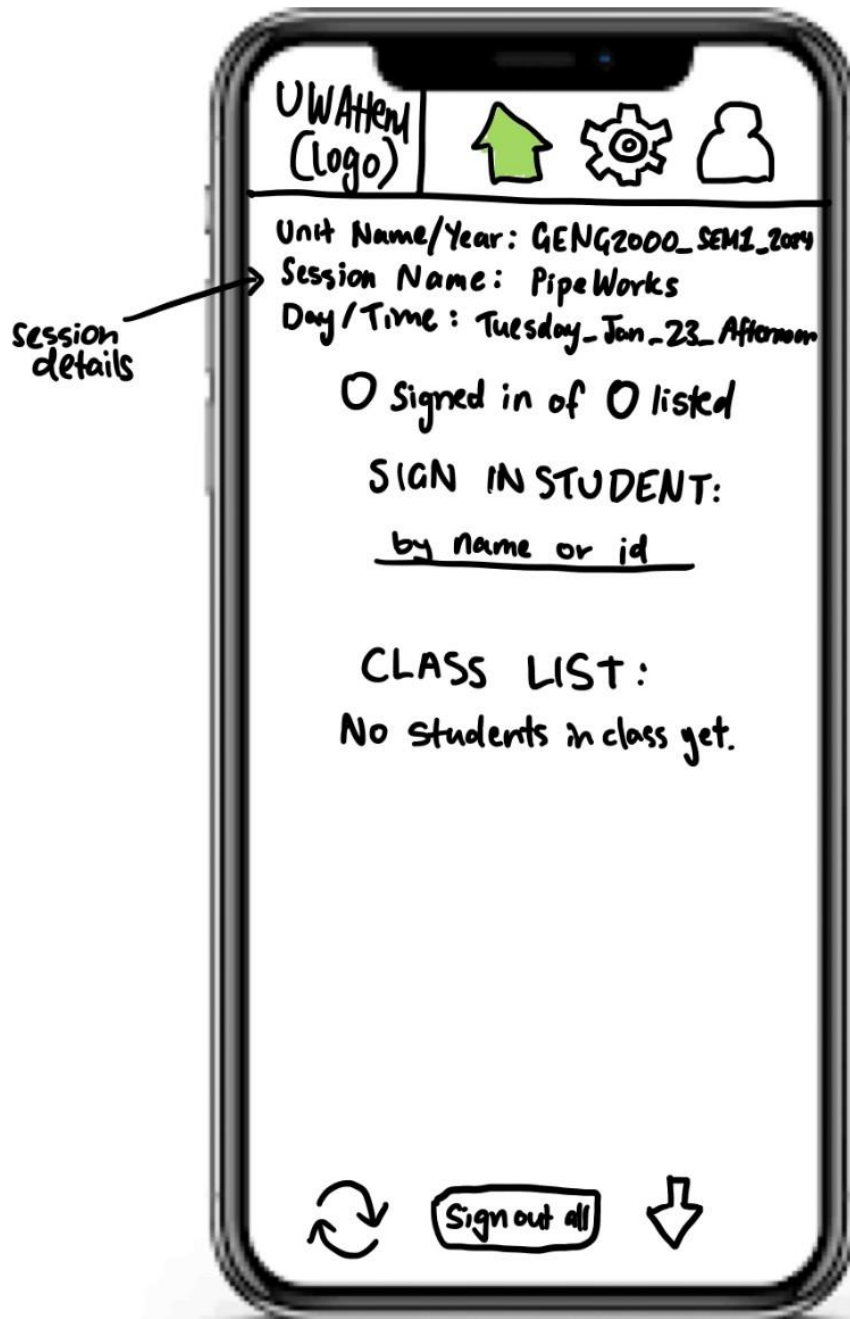 UWAttend
(Logo)
Unit Name/Year: GENG2000_SEM1_2024
Session Name: PipeWorks
Day/Time: Tuesday_Jan_23_Afternoon
session
details
0 Signed in of 0 listed
SIGN IN STUDENT:
by name or id
CLASS LIST:
No students in class yet.
Sign out all